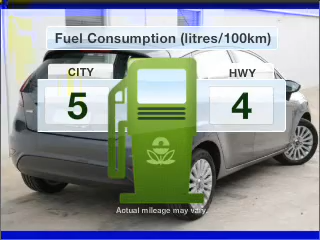 Fuel Consumption (litres/100km)
CITY HWY
5 4
Actual mileage may vary.